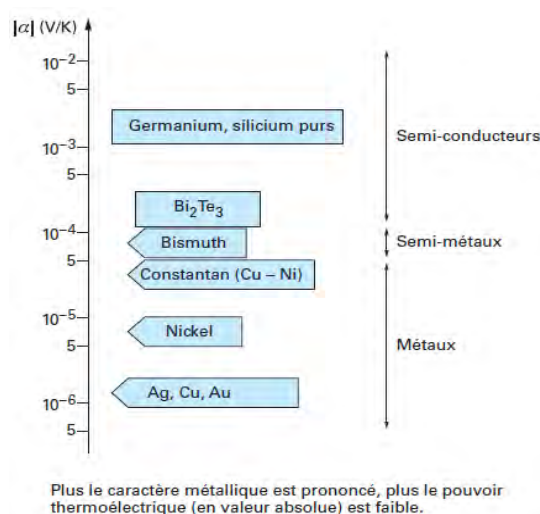 |α| (V/K)
10⁻²
5
Germanium, silicium purs
10⁻³
Semi-conducteurs
5
Bi₂Te₃
10⁻⁴
Bismuth
Semi-métaux
5
Constantan (Cu – Ni)
10⁻⁵
Nickel
5
Métaux
Ag, Cu, Au
10⁻⁶
5
Plus le caractère métallique est prononcé, plus le pouvoir
thermoélectrique (en valeur absolue) est faible.